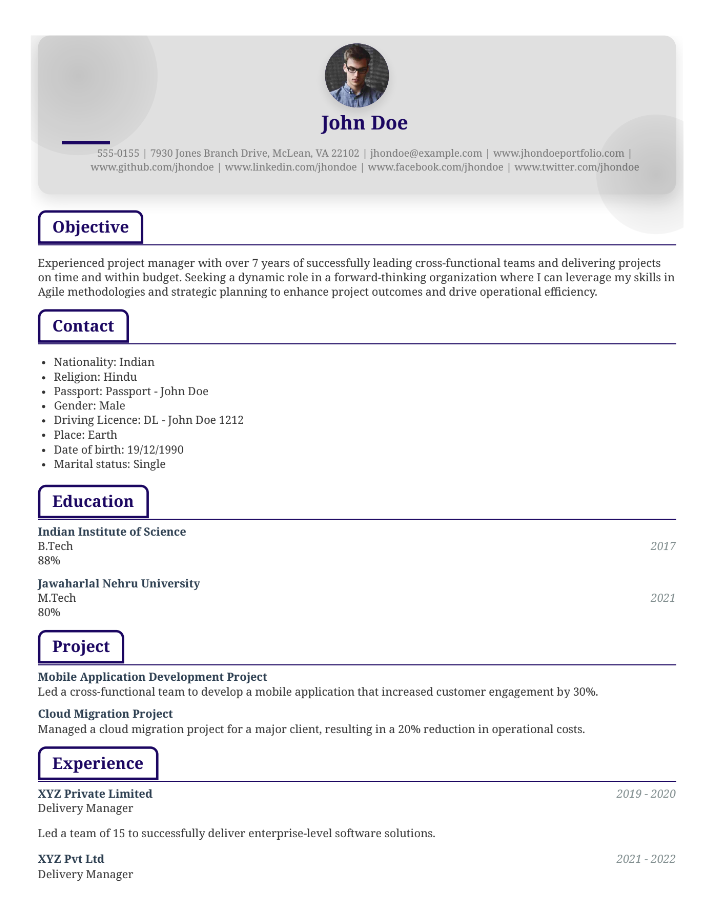 John Doe
555-0155 | 7930 Jones Branch Drive, McLean, VA 22102 | jhondoe@example.com | www.jhondoeportfolio.com |
www.github.com/jhondoe | www.linkedin.com/jhondoe | www.facebook.com/jhondoe | www.twitter.com/jhondoe
Objective
Experienced project manager with over 7 years of successfully leading cross-functional teams and delivering projects
on time and within budget. Seeking a dynamic role in a forward-thinking organization where I can leverage my skills in
Agile methodologies and strategic planning to enhance project outcomes and drive operational efficiency.
Contact
• Nationality: Indian
• Religion: Hindu
• Passport: Passport - John Doe
• Gender: Male
• Driving Licence: DL - John Doe 1212
• Place: Earth
• Date of birth: 19/12/1990
• Marital status: Single
Education
Indian Institute of Science
B.Tech 2017
88%
Jawaharlal Nehru University
M.Tech 2021
80%
Project
Mobile Application Development Project
Led a cross-functional team to develop a mobile application that increased customer engagement by 30%.
Cloud Migration Project
Managed a cloud migration project for a major client, resulting in a 20% reduction in operational costs.
Experience
XYZ Private Limited 2019 - 2020
Delivery Manager
Led a team of 15 to successfully deliver enterprise-level software solutions.
XYZ Pvt Ltd 2021 - 2022
Delivery Manager